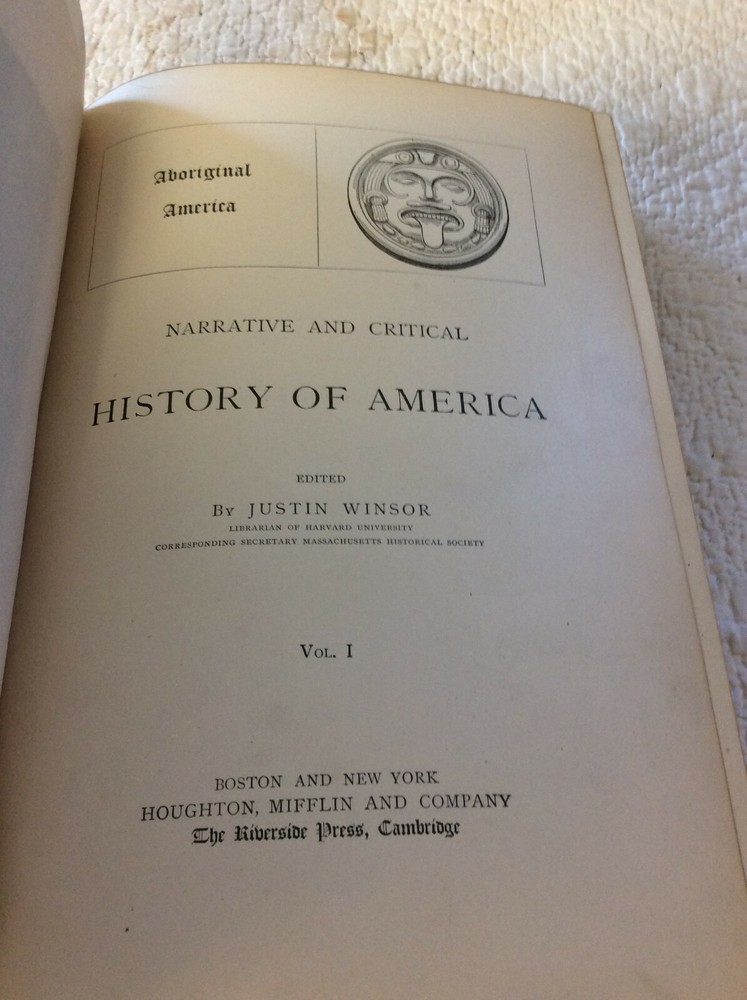 Aboriginal
America
NARRATIVE AND CRITICAL
HISTORY OF AMERICA
EDITED
BY JUSTIN WINSOR
LIBRARIAN OF HARVARD UNIVERSITY
CORRESPONDING SECRETARY MASSACHUSETTS HISTORICAL SOCIETY
VOL. I
BOSTON AND NEW YORK
HOUGHTON, MIFFLIN AND COMPANY
The Riverside Press, Cambridge